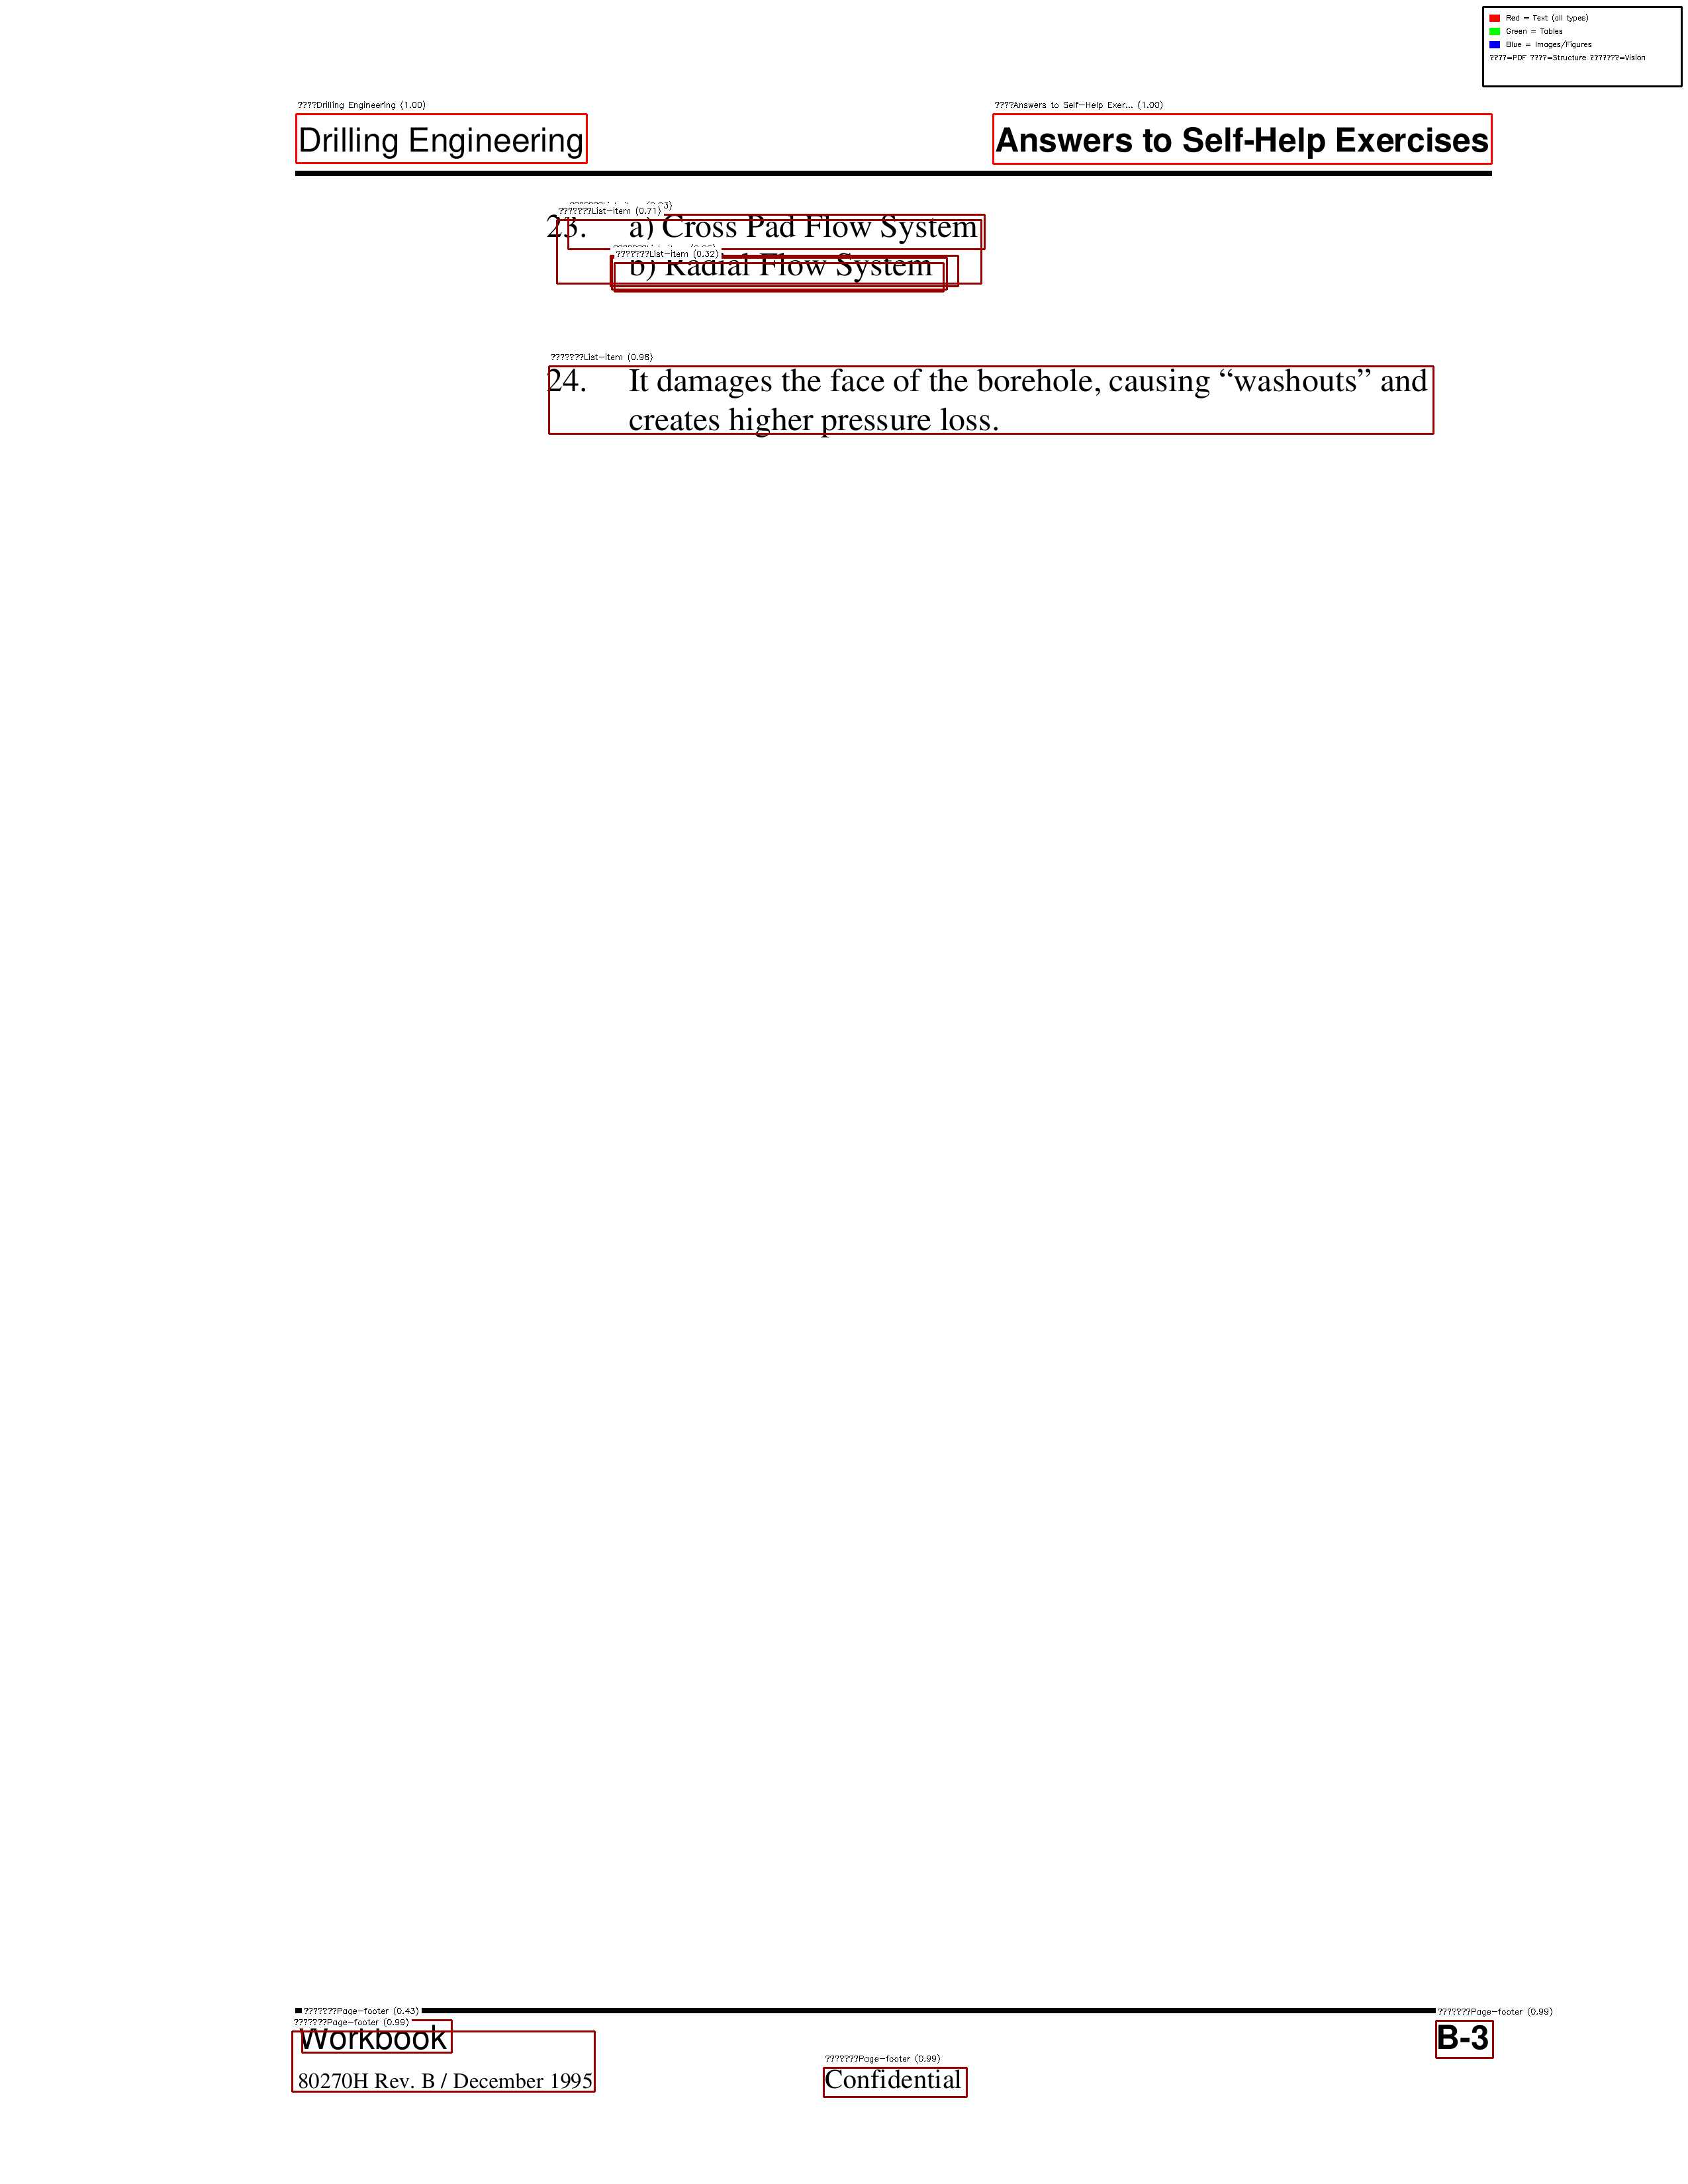 Red = Text (all types)
Green = Tables
Blue = Images/Figures
????=PDF ????=Structure ???????=Vision
????Drilling Engineering (1.00)
????Answers to Self-Help Exer... (1.00)
Drilling Engineering
Answers to Self-Help Exercises
???????List-item (0.71)
23. a) Cross Pad Flow System
???????List-item (0.32)
b) Radial Flow System
???????List-item (0.98)
24. It damages the face of the borehole, causing “washouts” and
creates higher pressure loss.
???????Page-footer (0.43)
???????Page-footer (0.99)
???????Page-footer (0.99)
Workbook
B-3
???????Page-footer (0.99)
80270H Rev. B / December 1995
Confidential